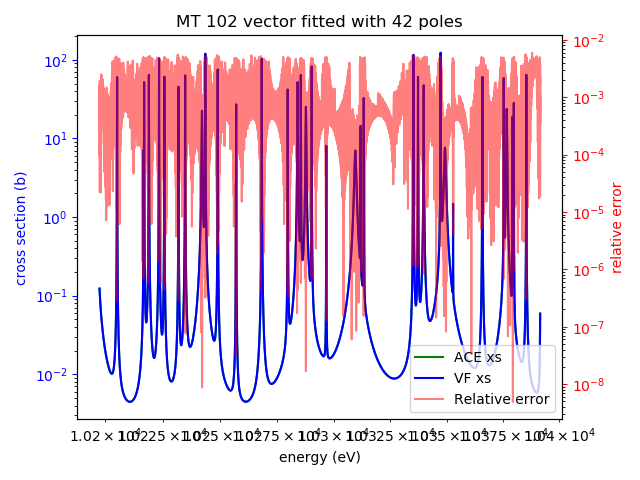 MT 102 vector fitted with 42 poles
10²
10¹
10⁰
10⁻¹
10⁻²
cross section (b)
10⁻²
10⁻³
10⁻⁴
10⁻⁵
10⁻⁶
10⁻⁷
10⁻⁸
relative error
ACE xs
VF xs
Relative error
energy (eV)